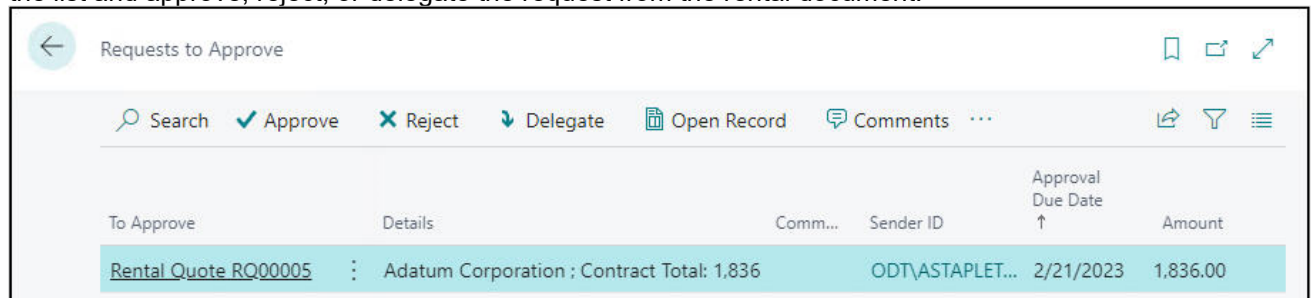 the list and approve, reject, or delegate the request from the rental document.
Requests to Approve
Search Approve Reject Delegate Open Record Comments ...
Approval
Due Date
To Approve Details Comm... Sender ID ↑ Amount
Rental Quote RQ00005 Adatum Corporation ; Contract Total: 1,836 ODT\ASTAPLET... 2/21/2023 1,836.00